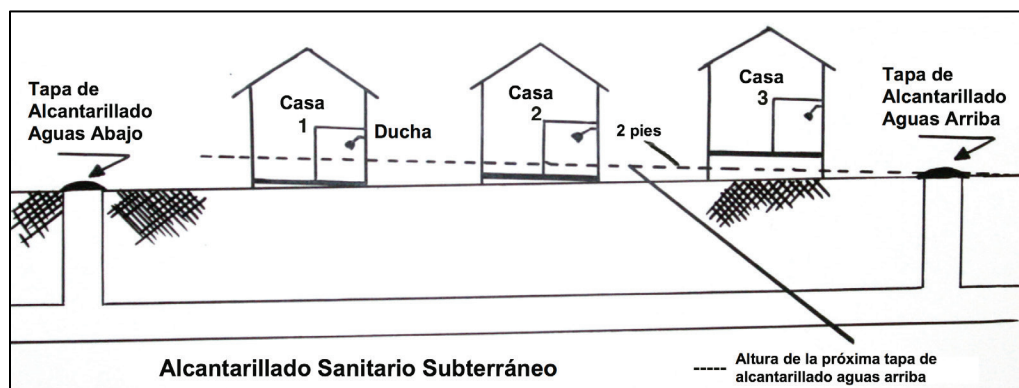 Tapa de
Alcantarillado
Aguas Abajo
Casa
1
Ducha
Casa
2
2 pies
Casa
3
Tapa de
Alcantarillado
Aguas Arriba
Alcantarillado Sanitario Subterráneo
Altura de la próxima tapa de
alcantarillado aguas arriba